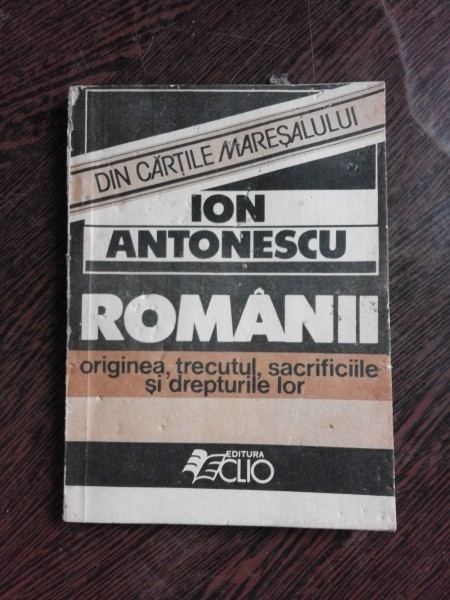 DIN CĂRȚILE MAREȘALULUI
ION
ANTONESCU
ROMÂNII
originea, trecutul, sacrificiile
și drepturile lor
EDITURA
CLIO